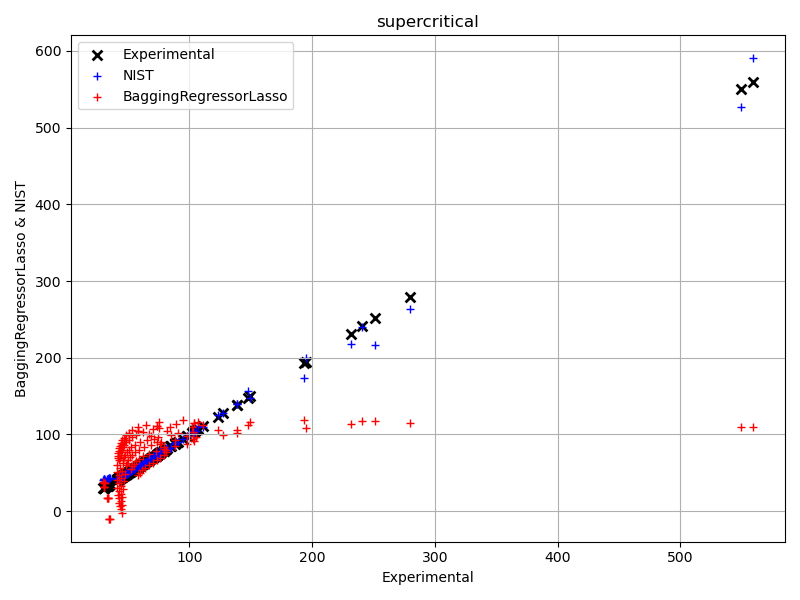 supercritical
Experimental
NIST
BaggingRegressorLasso
BaggingRegressorLasso & NIST
600
500
400
300
200
100
0
100
200
300
400
500
Experimental